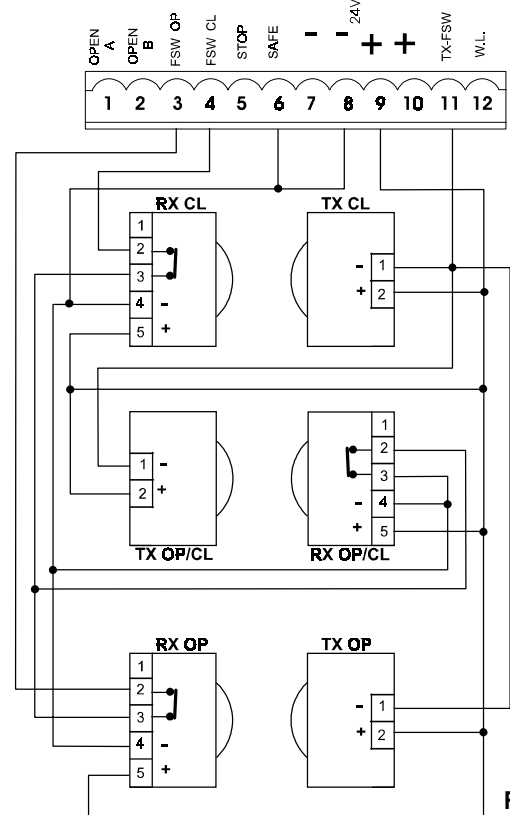 OPEN A
OPEN B
FSW OP
FSW CL
STOP
SAFE
-
- 24V
+
+
TX-FSW
W.L.
1 2 3 4 5 6 7 8 9 10 11 12
RX CL
1
2
3
4 -
5 +
TX CL
- 1
+ 2
1 -
2 +
TX OP/CL
1
2
3
- 4
+ 5
RX OP/CL
RX OP
1
2
3
4 -
5 +
TX OP
- 1
+ 2